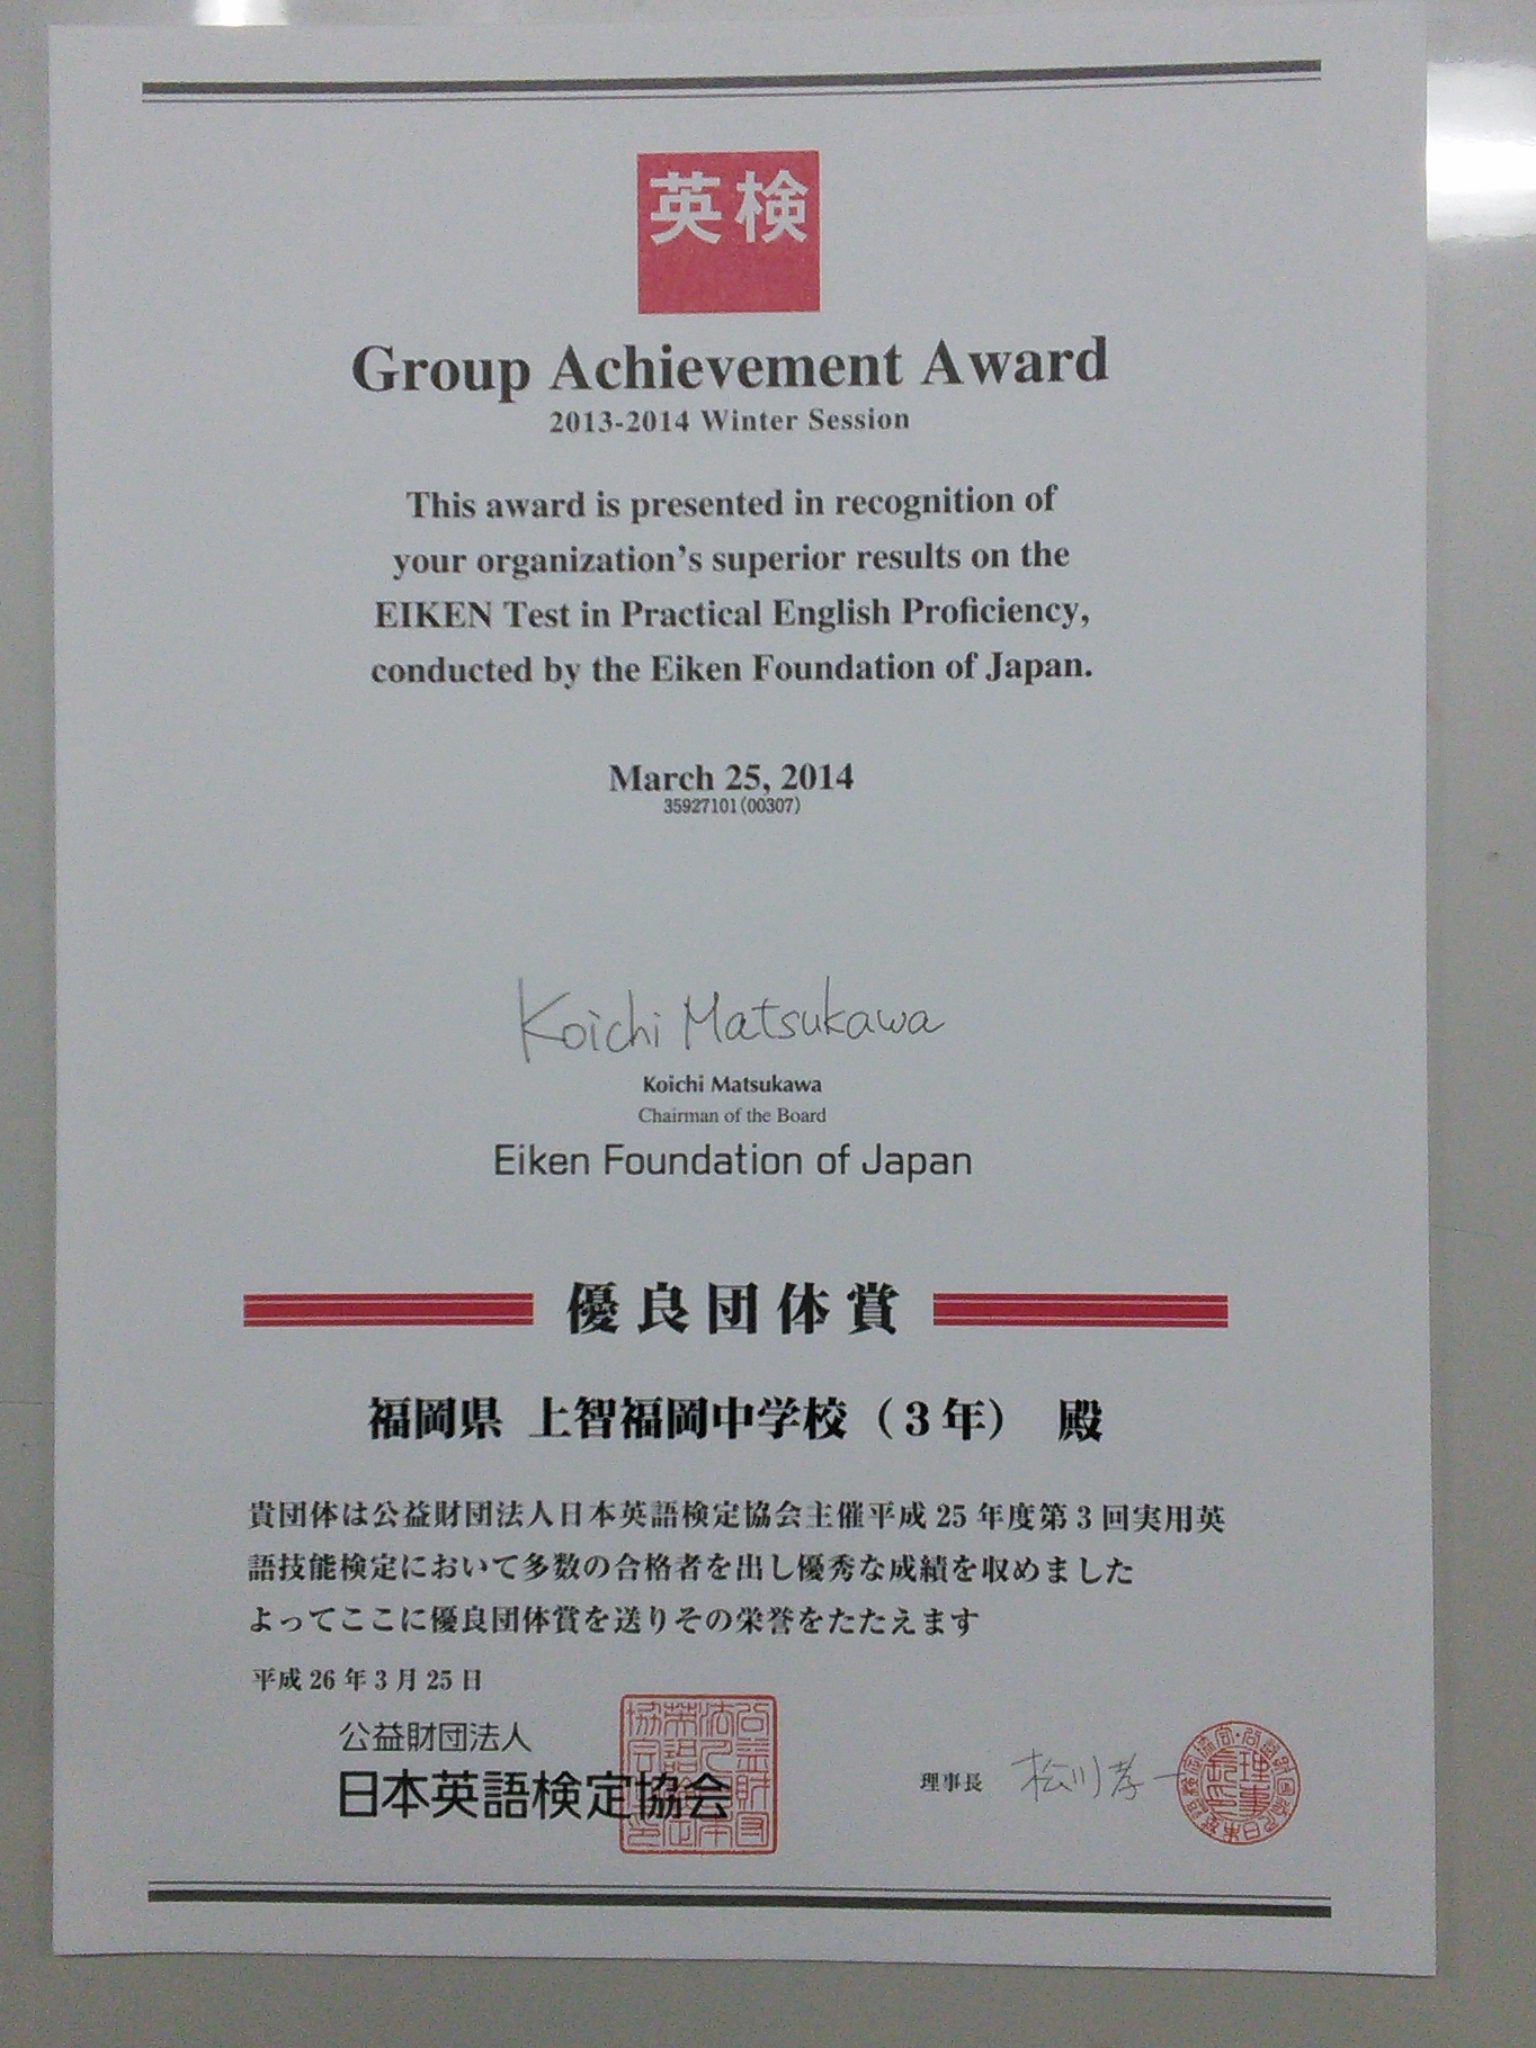 英検
Group Achievement Award
2013-2014 Winter Session
This award is presented in recognition of
your organization's superior results on the
EIKEN Test in Practical English Proficiency,
conducted by the Eiken Foundation of Japan.
March 25, 2014
35927101(00307)
Koichi Matsukawa
Koichi Matsukawa
Chairman of the Board
Eiken Foundation of Japan
優良団体賞
福岡県 上智福岡中学校（3年） 殿
貴団体は公益財団法人日本英語検定協会主催平成 25 年度第 3 回実用英
語技能検定において多数の合格者を出し優秀な成績を収めました
よってここに優良団体賞を送りその栄誉をたたえます
平成 26 年 3 月 25 日
公益財団法人
日本英語検定協会
理事長 松川孝一